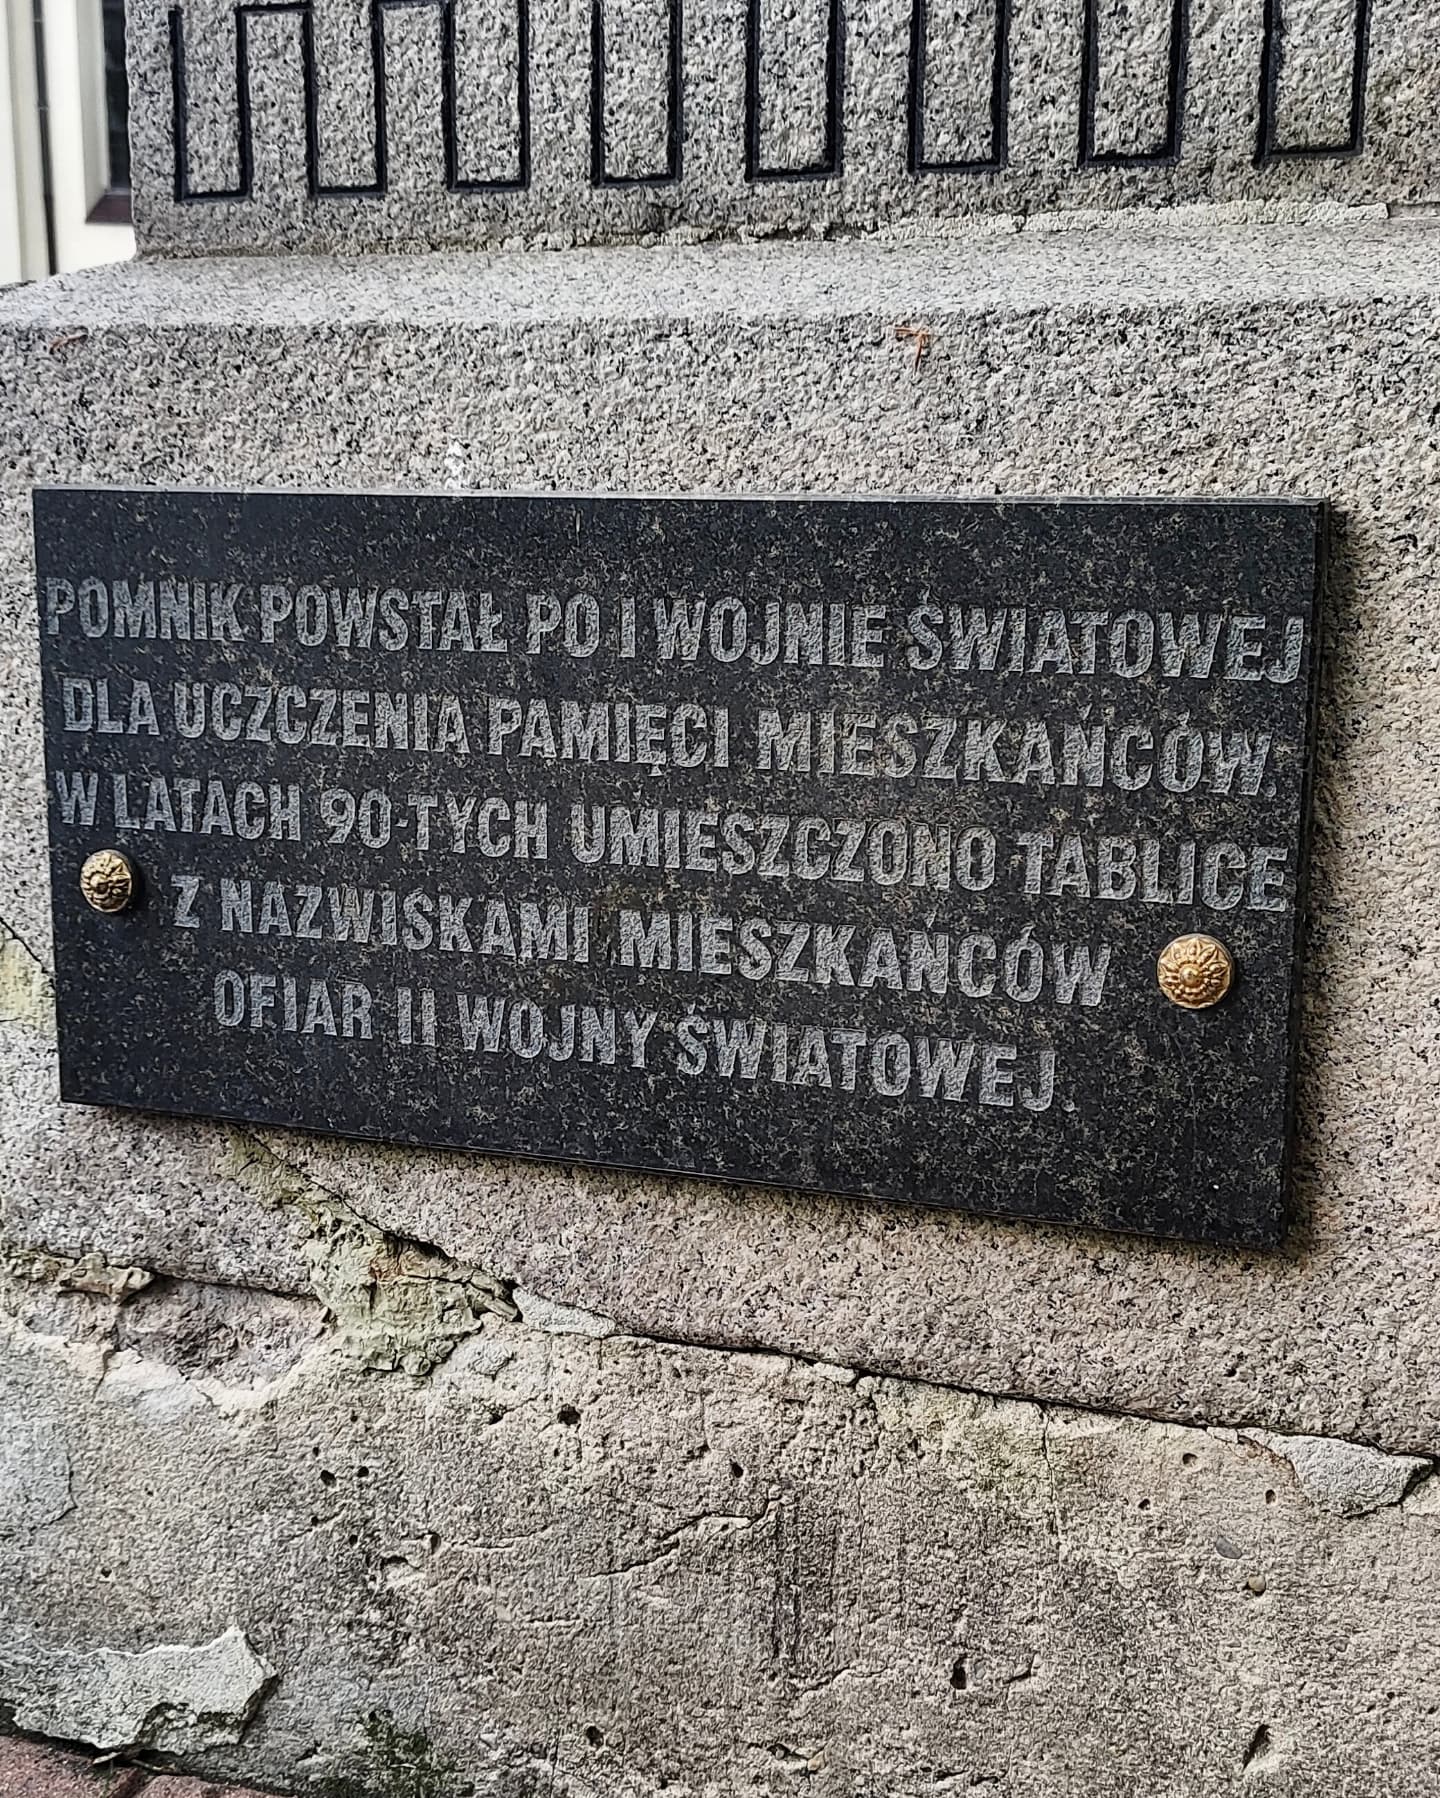 POMNIK POWSTAŁ PO I WOJNIE ŚWIATOWEJ
DLA UCZCZENIA PAMIĘCI MIESZKAŃCÓW.
W LATACH 90-TYCH UMIESZCZONO TABLICE
Z NAZWISKAMI MIESZKAŃCÓW
OFIAR II WOJNY ŚWIATOWEJ.